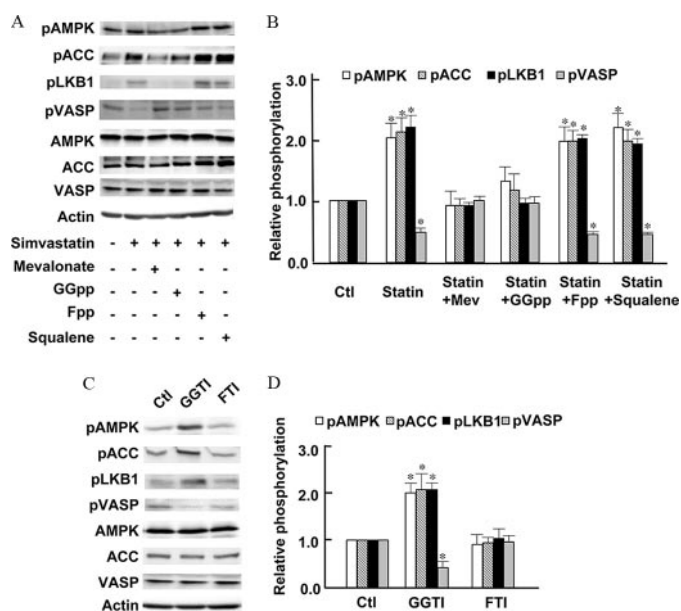 A
pAMPK
pACC
pLKB1
pVASP
AMPK
ACC
VASP
Actin
Simvastatin - + + + + +
Mevalonate - - + - - -
GGpp - - - + - -
Fpp - - - - + -
Squalene - - - - - +
B
pAMPK pACC pLKB1 pVASP
Relative phosphorylation
3.0
2.0
1.0
0.0
* * * * * * * * * * * *
Ctl Statin Statin +Mev Statin +GGpp Statin +Fpp Statin +Squalene
C
Ctl GGTI FTI
pAMPK
pACC
pLKB1
pVASP
AMPK
ACC
VASP
Actin
D
pAMPK pACC pLKB1 pVASP
Relative phosphorylation
3.0
2.0
1.0
0.0
* * * *
Ctl GGTI FTI